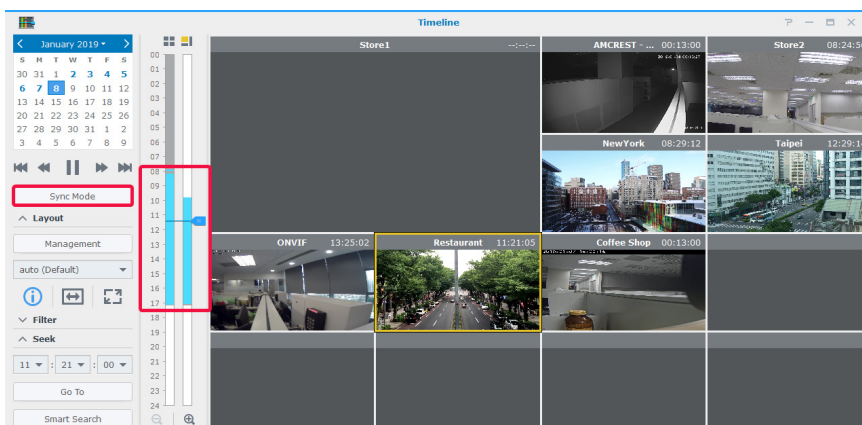 Timeline
January 2019
S M T W T F S
30 31 1 2 3 4 5
6 7 8 9 10 11 12
13 14 15 16 17 18 19
20 21 22 23 24 25 26
27 28 29 30 31 1 2
3 4 5 6 7 8 9
Sync Mode
Layout
Management
auto (Default)
Filter
Seek
11 : 21 : 00
Go To
Smart Search
00
01
02
03
04
05
06
07
08
09
10
11
12
13
14
15
16
17
18
19
20
21
22
23
24
Store1 --:--:--
AMCREST - ... 00:13:00
Store2 08:24:56
NewYork 08:29:12
Taipei 12:29:14
ONVIF 13:25:02
Restaurant 11:21:05
Coffee Shop 00:13:00